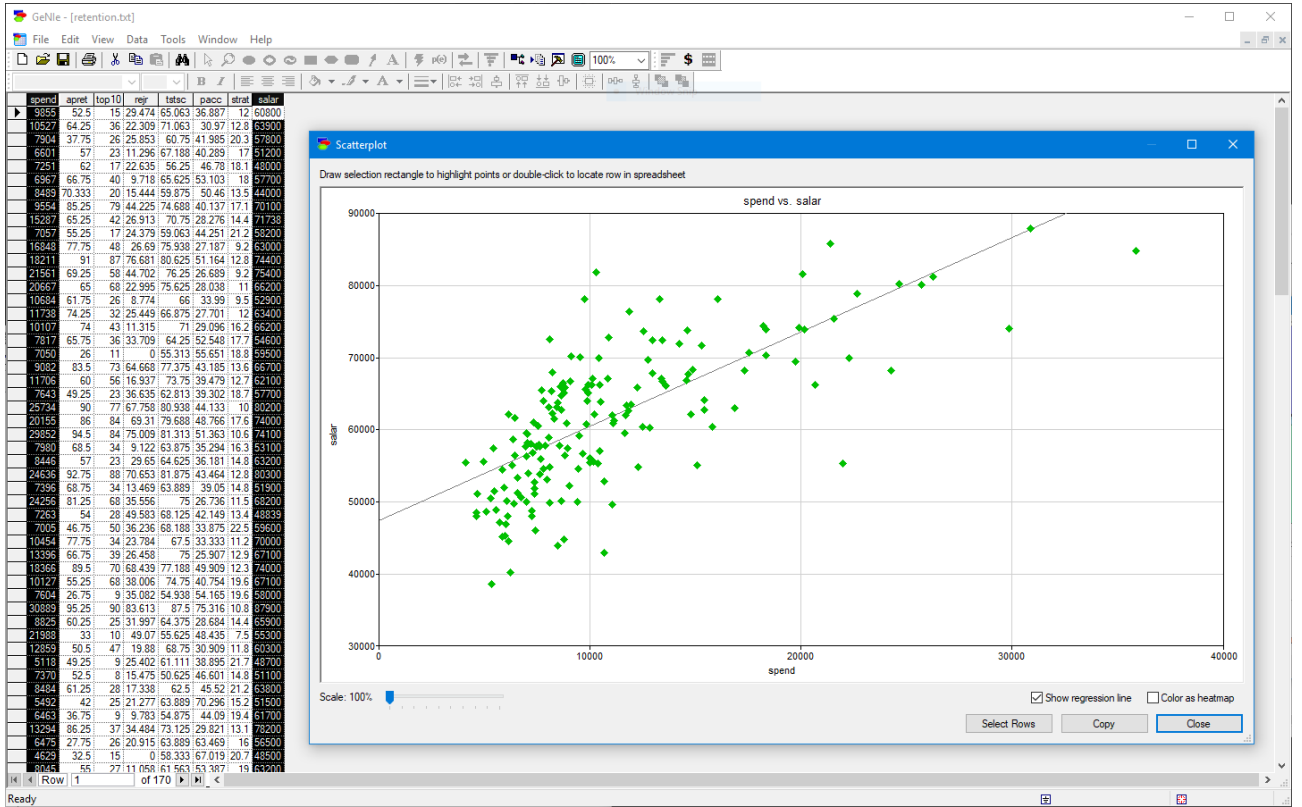 GeNIe - [retention.txt]
File Edit View Data Tools Window Help
100%
B I A
spend apret top10 rejr tstsc pacc strat salar
9855 52.5 15 29.474 65.063 36.887 12 60800
10527 64.25 36 22.309 71.063 30.97 12.8 63900
7904 37.75 26 25.853 60.75 41.985 20.3 57800
6601 57 23 11.296 67.188 40.289 17 51200
7251 62 17 22.635 56.25 46.78 18.1 48000
6967 66.75 40 9.718 65.625 53.103 18 57700
8489 70.333 20 15.444 59.875 50.46 13.5 44000
9554 85.25 79 44.225 74.688 40.137 17.1 70100
15287 65.25 42 26.913 70.75 28.276 14.4 71738
7057 55.25 17 24.379 59.063 44.251 21.2 58200
16848 77.75 48 26.69 75.938 27.187 9.2 63000
18211 91 87 76.681 80.625 51.164 12.8 74400
21561 69.25 58 44.702 76.25 26.689 9.2 75400
20667 65 68 22.995 75.625 28.038 11 66200
10684 61.75 26 8.774 66 33.99 9.5 52900
11738 74.25 32 25.449 66.875 27.701 12 63400
10107 74 43 11.315 71 29.096 16.2 66200
7817 65.75 36 33.709 64.25 52.548 17.7 54600
7050 26 11 0 55.313 55.651 18.8 59500
9082 83.5 73 64.668 77.375 43.185 13.6 66700
11706 60 56 16.937 73.75 39.479 12.7 62100
7643 49.25 23 36.635 62.813 39.302 18.7 57700
25734 90 77 67.758 80.938 44.133 10 80200
20155 86 84 69.31 79.688 48.766 17.6 74000
29852 94.5 84 75.009 81.313 51.363 10.6 74100
7980 68.5 34 9.122 63.875 35.294 16.3 53100
8446 57 23 29.65 64.625 36.181 14.8 63200
24636 92.75 88 70.653 81.875 43.464 12.8 80300
7396 68.75 34 13.469 63.889 39.05 14.8 51900
24256 81.25 68 35.556 75 26.736 11.5 68200
7263 54 28 49.583 68.125 42.149 13.4 48839
7005 46.75 50 36.236 68.188 33.875 22.5 59600
10454 77.75 34 23.784 67.5 33.333 11.2 70000
13396 66.75 39 26.458 75 25.907 12.9 67100
18366 89.5 70 68.439 77.188 49.909 12.3 74000
10127 55.25 68 38.006 74.75 40.754 19.6 67100
7604 26.75 9 35.082 54.938 54.165 19.6 58000
30889 95.25 90 83.613 87.5 75.316 10.8 87900
8825 60.25 25 31.997 64.375 28.684 14.4 65900
21988 33 10 49.07 55.625 48.435 7.5 55300
12859 50.5 47 19.88 68.75 30.909 11.8 60300
5118 49.25 9 25.402 61.111 38.895 21.7 48700
7370 52.5 8 15.475 50.625 46.601 14.8 51100
8484 61.25 28 17.338 62.5 45.52 21.2 63800
5492 42 25 21.277 63.889 70.296 15.2 51500
6463 36.75 9 9.783 54.875 44.09 19.4 61700
13294 86.25 37 34.484 73.125 29.821 13.1 78200
6475 27.75 26 20.915 63.889 63.469 16 56500
4629 32.5 15 0 58.333 67.019 20.7 48500
8045 55 27 11.058 61.563 53.387 19 63200
Row 1 of 170
Ready
Scatterplot
Draw selection rectangle to highlight points or double-click to locate row in spreadsheet
spend vs. salar
90000
80000
70000
60000
50000
40000
30000
salar
0 10000 20000 30000 40000
spend
Scale: 100%
Show regression line Color as heatmap
Select Rows Copy Close